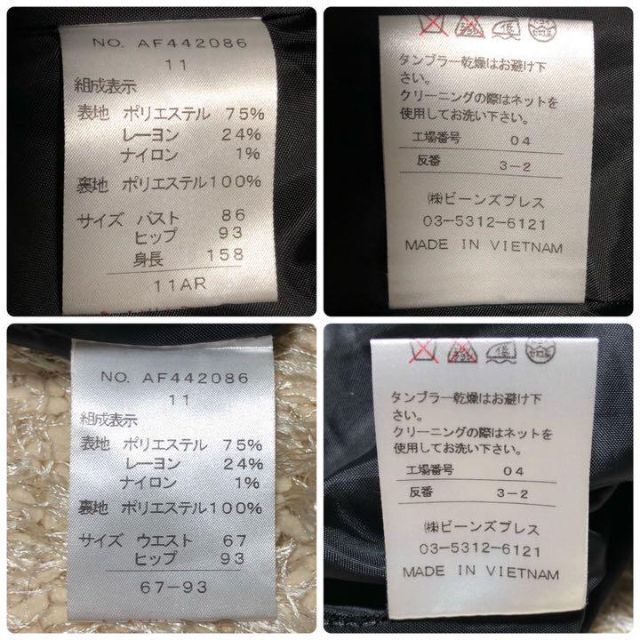 NO. AF442086
11
組成表示
表地 ポリエステル 75%
レーヨン 24%
ナイロン 1%
裏地 ポリエステル100%
サイズ バスト 86
ヒップ 93
身長 158
11AR
タンブラー乾燥はお避け下
さい。
クリーニングの際はネットを
使用してお洗い下さい。
工場番号 04
反番 3-2
㈱ビーンズプレス
03-5312-6121
MADE IN VIETNAM
NO. AF442086
11
組成表示
表地 ポリエステル 75%
レーヨン 24%
ナイロン 1%
裏地 ポリエステル100%
サイズ ウエスト 67
ヒップ 93
67-93
タンブラー乾燥はお避け下
さい。
クリーニングの際はネットを
使用してお洗い下さい。
工場番号 04
反番 3-2
㈱ビーンズプレス
03-5312-6121
MADE IN VIETNAM